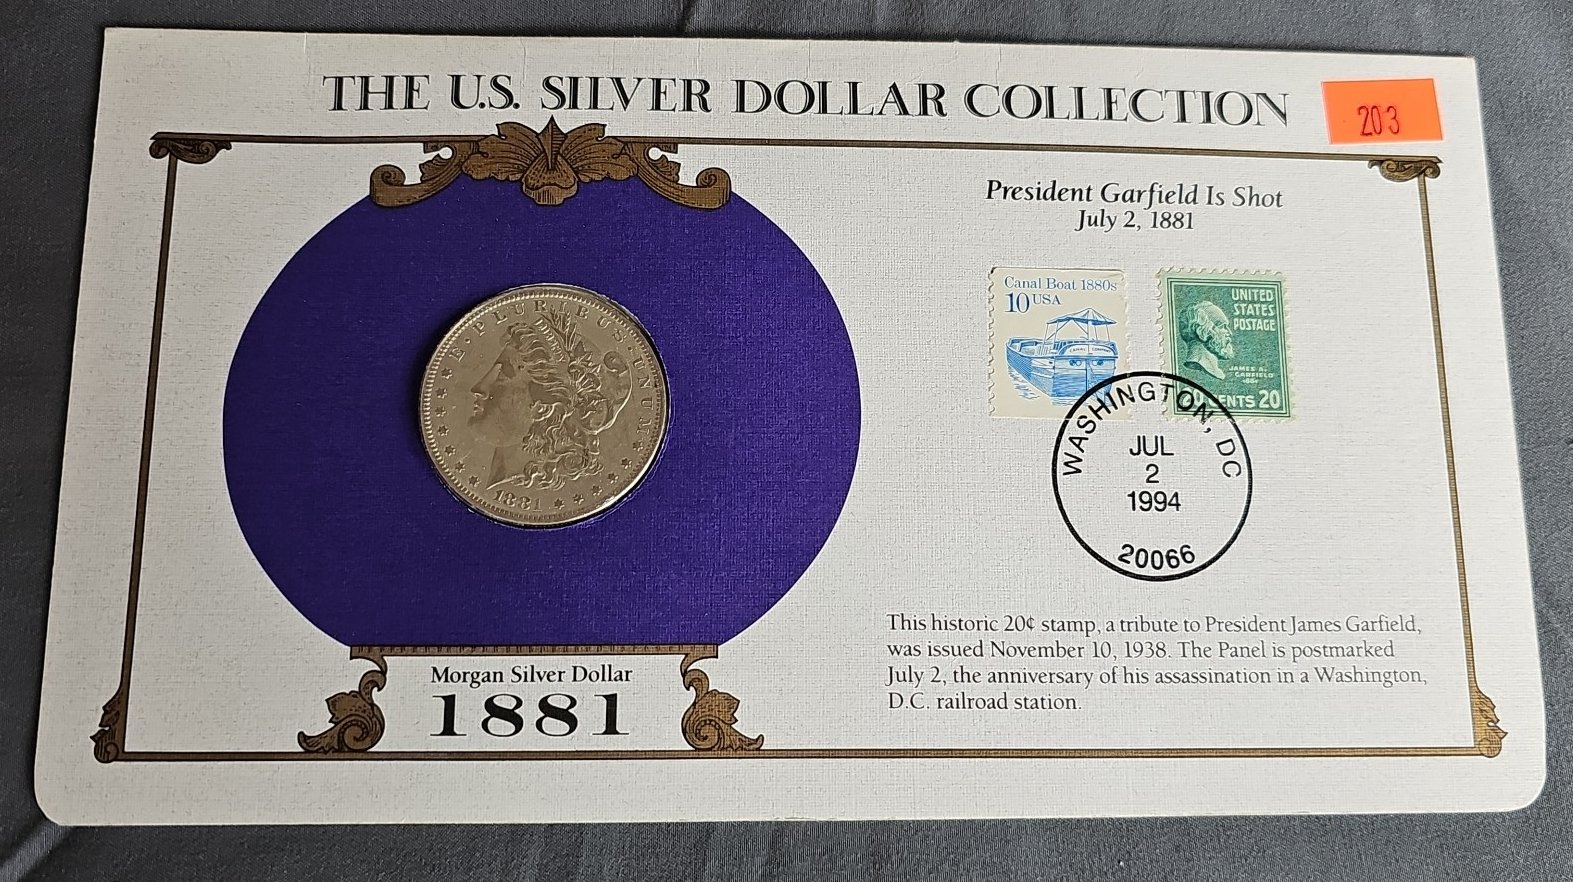 THE U.S. SILVER DOLLAR COLLECTION
203
President Garfield Is Shot
July 2, 1881
Canal Boat 1880s
10 USA
UNITED
STATES
POSTAGE
JAMES A.
GARFIELD
CENTS 20
E·PLURIBUS·UNUM
1881
WASHINGTON, DC
JUL
2
1994
20066
This historic 20¢ stamp, a tribute to President James Garfield,
was issued November 10, 1938. The Panel is postmarked
July 2, the anniversary of his assassination in a Washington,
D.C. railroad station.
Morgan Silver Dollar
1881